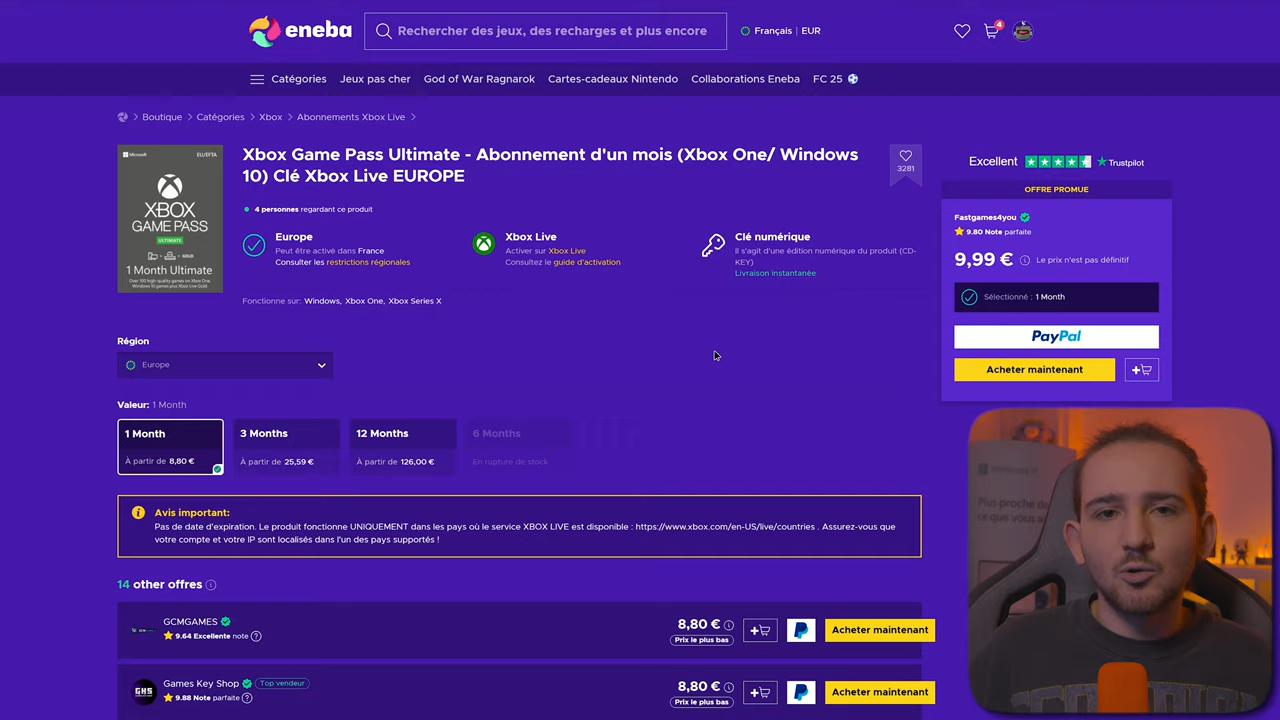 eneba
Rechercher des jeux, des recharges et plus encore
Français | EUR
4
Catégories
Jeux pas cher
God of War Ragnarok
Cartes-cadeaux Nintendo
Collaborations Eneba
FC 25
Boutique
Catégories
Xbox
Abonnements Xbox Live
Microsoft
EU/EFTA
XBOX
GAME PASS
ULTIMATE
1 Month Ultimate
Xbox Game Pass Ultimate - Abonnement d'un mois (Xbox One/ Windows
10) Clé Xbox Live EUROPE
3281
4 personnes regardant ce produit
Europe
Peut être activé dans France
Consulter les restrictions régionales
Xbox Live
Activer sur Xbox Live
Consultez le guide d'activation
Clé numérique
Il s'agit d'une édition numérique du produit (CD-
KEY)
Livraison instantanée
Fonctionne sur: Windows, Xbox One, Xbox Series X
Excellent
Trustpilot
OFFRE PROMUE
Fastgames4you
9.80 Note parfaite
9,99 € Le prix n'est pas définitif
Sélectionné : 1 Month
PayPal
Acheter maintenant
Région
Europe
Valeur: 1 Month
1 Month
À partir de 8,80 €
3 Months
À partir de 25,59 €
12 Months
À partir de 126,00 €
6 Months
En rupture de stock
Avis important:
Pas de date d'expiration. Le produit fonctionne UNIQUEMENT dans les pays où le service XBOX LIVE est disponible : https://www.xbox.com/en-US/live/countries . Assurez-vous que
votre compte et votre IP sont localisés dans l'un des pays supportés !
14 other offres
GCMGAMES
9.64 Excellente note
8,80 €
Prix le plus bas
Acheter maintenant
GKS
Games Key Shop
Top vendeur
9.88 Note parfaite
8,80 €
Prix le plus bas
Acheter maintenant
Plus proche d
ce que vous a